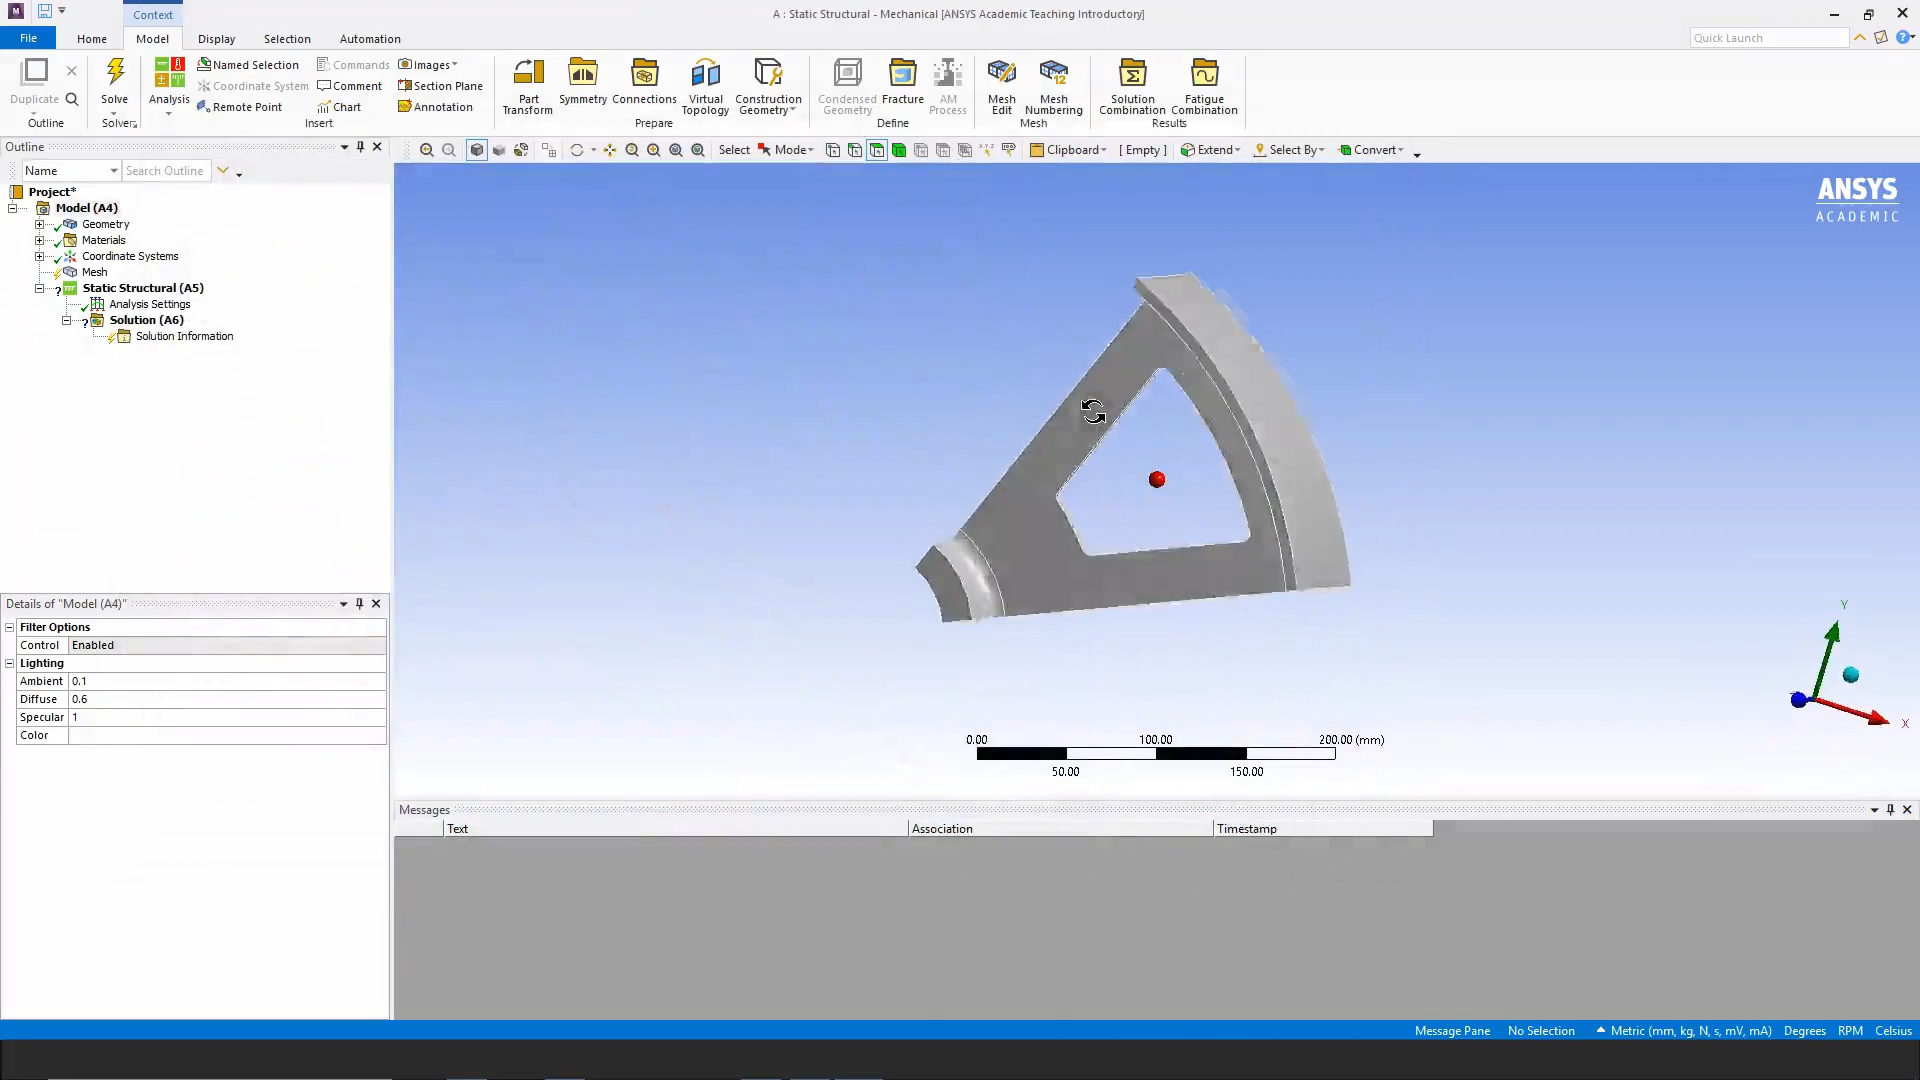 Context
A : Static Structural - Mechanical [ANSYS Academic Teaching Introductory]
File Home Model Display Selection Automation
Quick Launch
Duplicate
Outline
Solve
Solver
Analysis
Named Selection
Coordinate System
Remote Point
Commands
Comment
Chart
Images
Section Plane
Annotation
Insert
Part Transform
Symmetry
Connections
Virtual Topology
Construction Geometry
Prepare
Condensed Geometry
Fracture
AM Process
Define
Mesh Edit
Mesh Numbering
Mesh
Solution Combination
Fatigue Combination
Results
Outline
Select Mode
Clipboard [ Empty ] Extend Select By Convert
Name Search Outline
Project*
Model (A4)
Geometry
Materials
Coordinate Systems
Mesh
Static Structural (A5)
Analysis Settings
Solution (A6)
Solution Information
ANSYS
ACADEMIC
Details of "Model (A4)"
Filter Options
Control Enabled
Lighting
Ambient 0.1
Diffuse 0.6
Specular 1
Color
Y
X
0.00 100.00 200.00 (mm)
50.00 150.00
Messages
Text Association Timestamp
Message Pane No Selection Metric (mm, kg, N, s, mV, mA) Degrees RPM Celsius